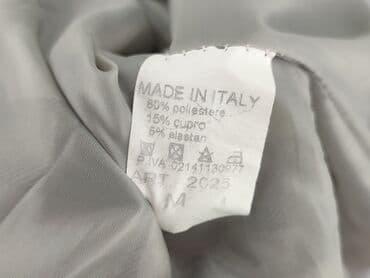 MADE IN ITALY
80% poliestere
15% cupro
5% elastan
P. IVA 02141130977
ART. 2025
M